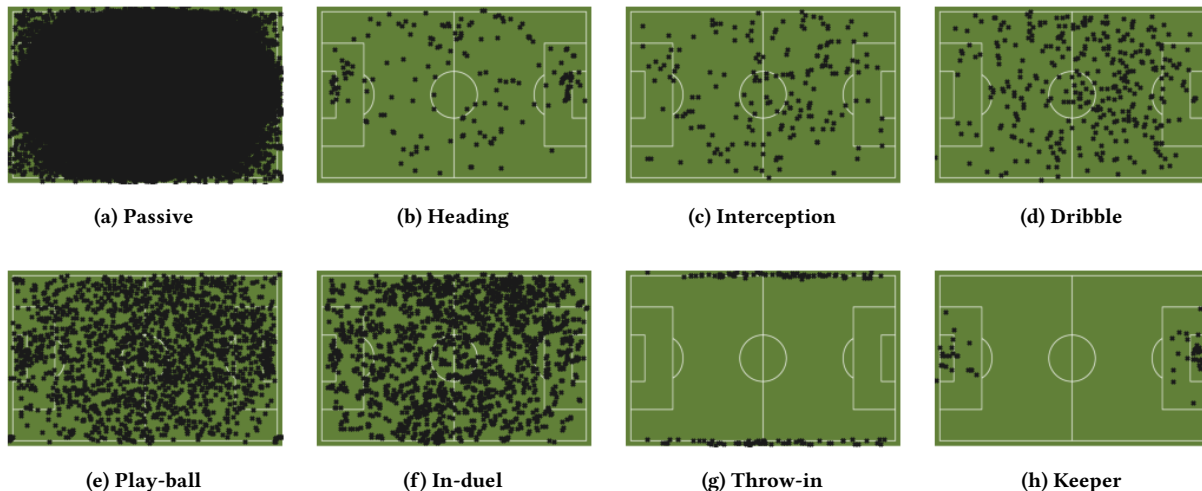 (a) Passive
(b) Heading
(c) Interception
(d) Dribble
(e) Play-ball
(f) In-duel
(g) Throw-in
(h) Keeper